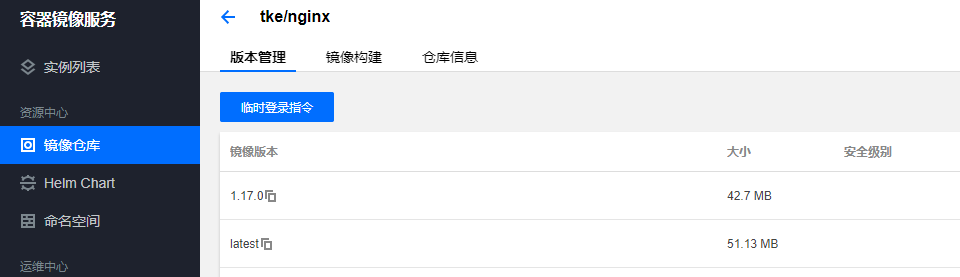 容器镜像服务
实例列表
资源中心
镜像仓库
Helm Chart
命名空间
运维中心
tke/nginx
版本管理 镜像构建 仓库信息
临时登录指令
镜像版本 大小 安全级别
1.17.0 42.7 MB
latest 51.13 MB